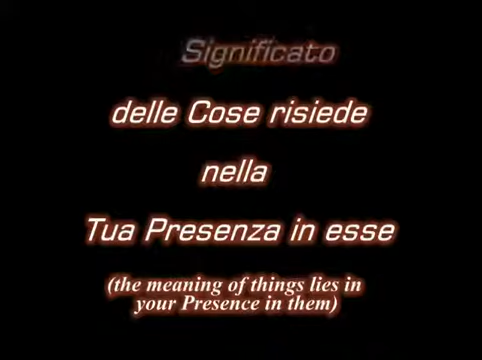 Significato
delle Cose risiede
nella
Tua Presenza in esse
(the meaning of things lies in
your Presence in them)